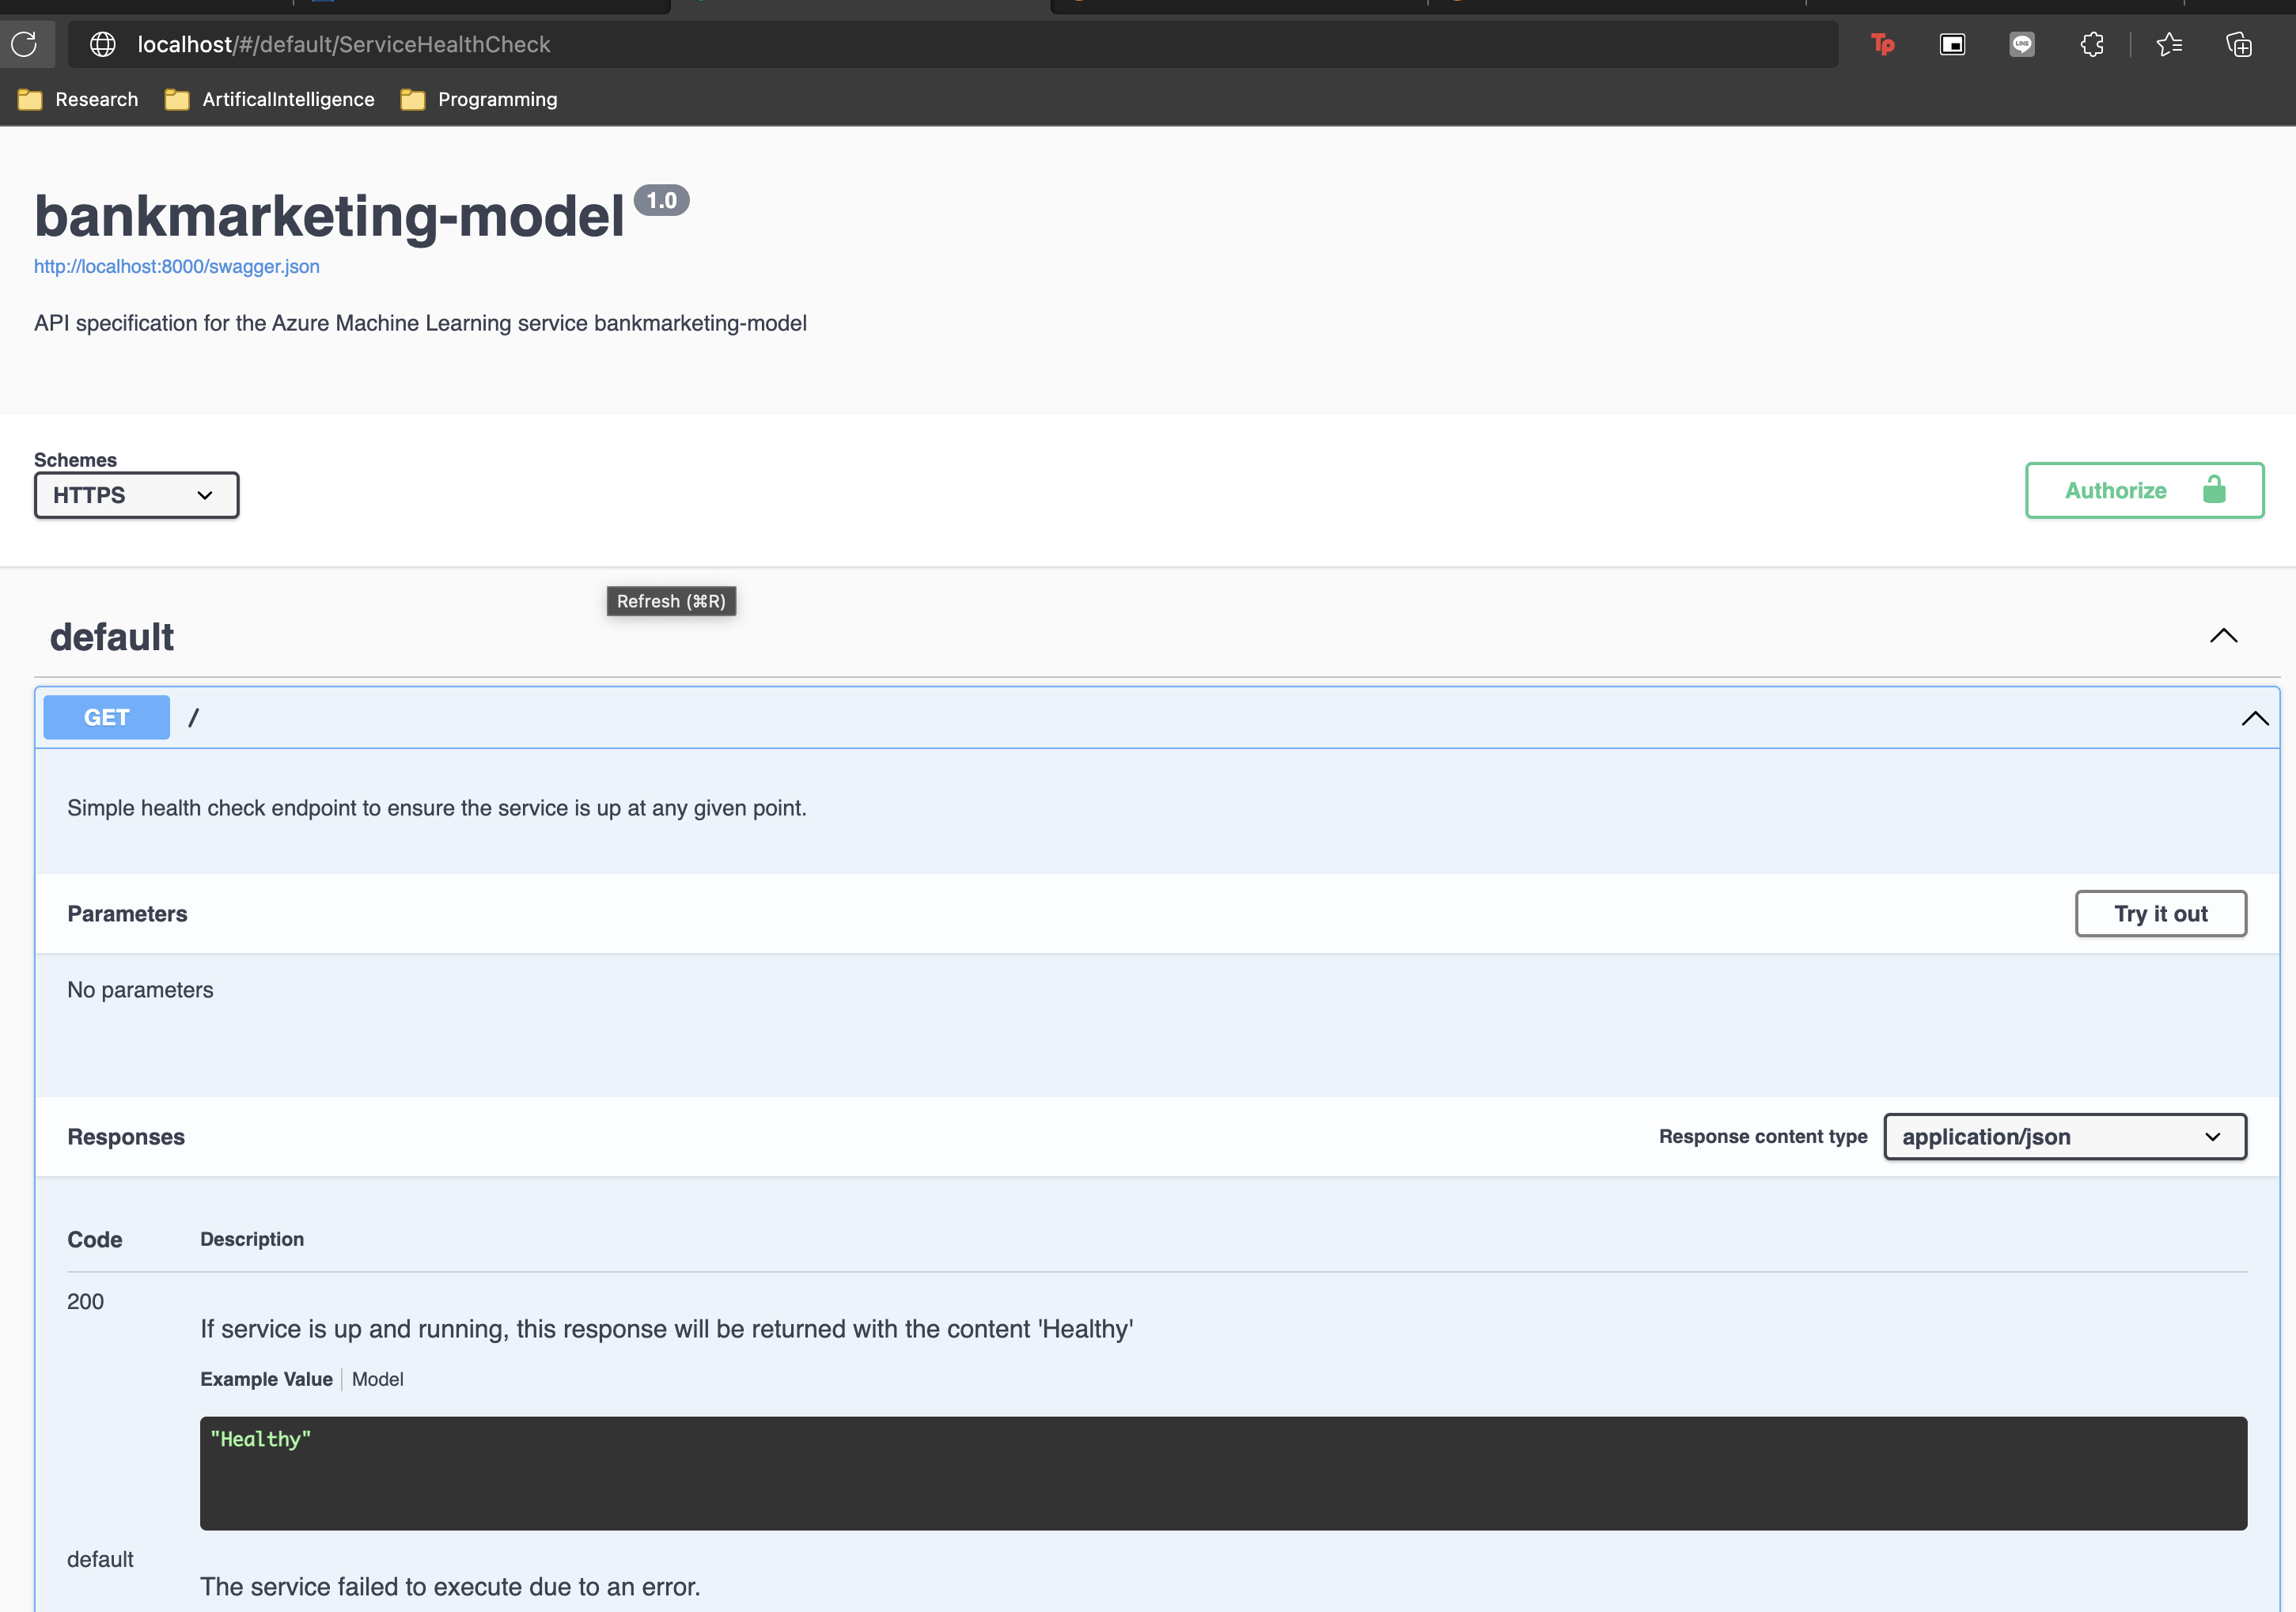 localhost/#/default/ServiceHealthCheck
Tp
LINE
Research ArtificalIntelligence Programming
bankmarketing-model 1.0
http://localhost:8000/swagger.json
API specification for the Azure Machine Learning service bankmarketing-model
Schemes
HTTPS
Authorize
Refresh (⌘R)
default
GET /
Simple health check endpoint to ensure the service is up at any given point.
Parameters
Try it out
No parameters
Responses
Response content type application/json
Code Description
200
If service is up and running, this response will be returned with the content 'Healthy'
Example Value Model
"Healthy"
default
The service failed to execute due to an error.